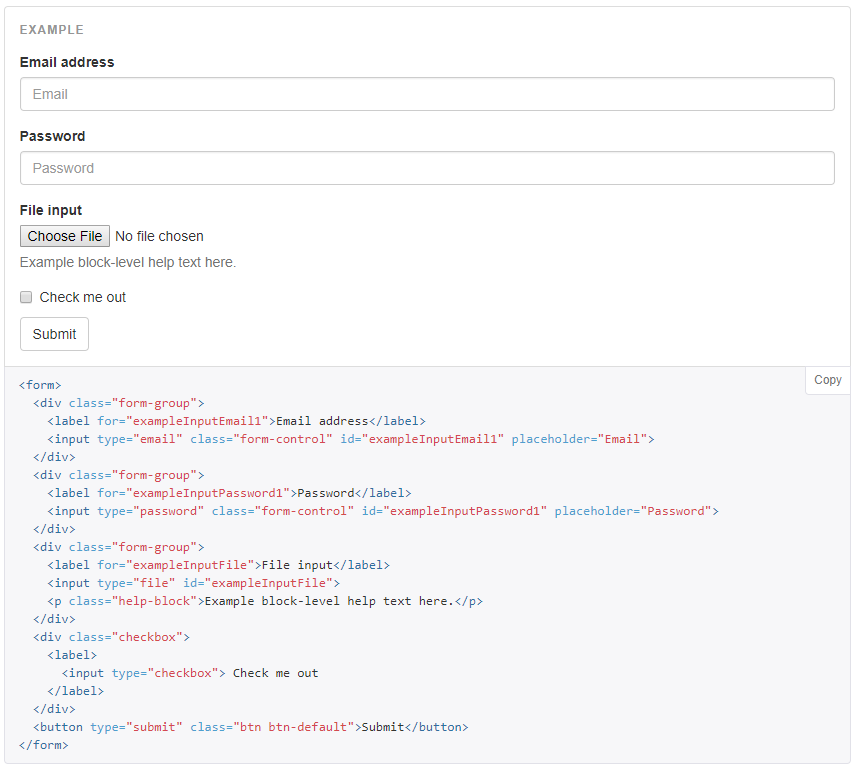 EXAMPLE
Email address
Email
Password
Password
File input
Choose File No file chosen
Example block-level help text here.
Check me out
Submit
Copy
<form>
  <div class="form-group">
    <label for="exampleInputEmail1">Email address</label>
    <input type="email" class="form-control" id="exampleInputEmail1" placeholder="Email">
  </div>
  <div class="form-group">
    <label for="exampleInputPassword1">Password</label>
    <input type="password" class="form-control" id="exampleInputPassword1" placeholder="Password">
  </div>
  <div class="form-group">
    <label for="exampleInputFile">File input</label>
    <input type="file" id="exampleInputFile">
    <p class="help-block">Example block-level help text here.</p>
  </div>
  <div class="checkbox">
    <label>
      <input type="checkbox"> Check me out
    </label>
  </div>
  <button type="submit" class="btn btn-default">Submit</button>
</form>